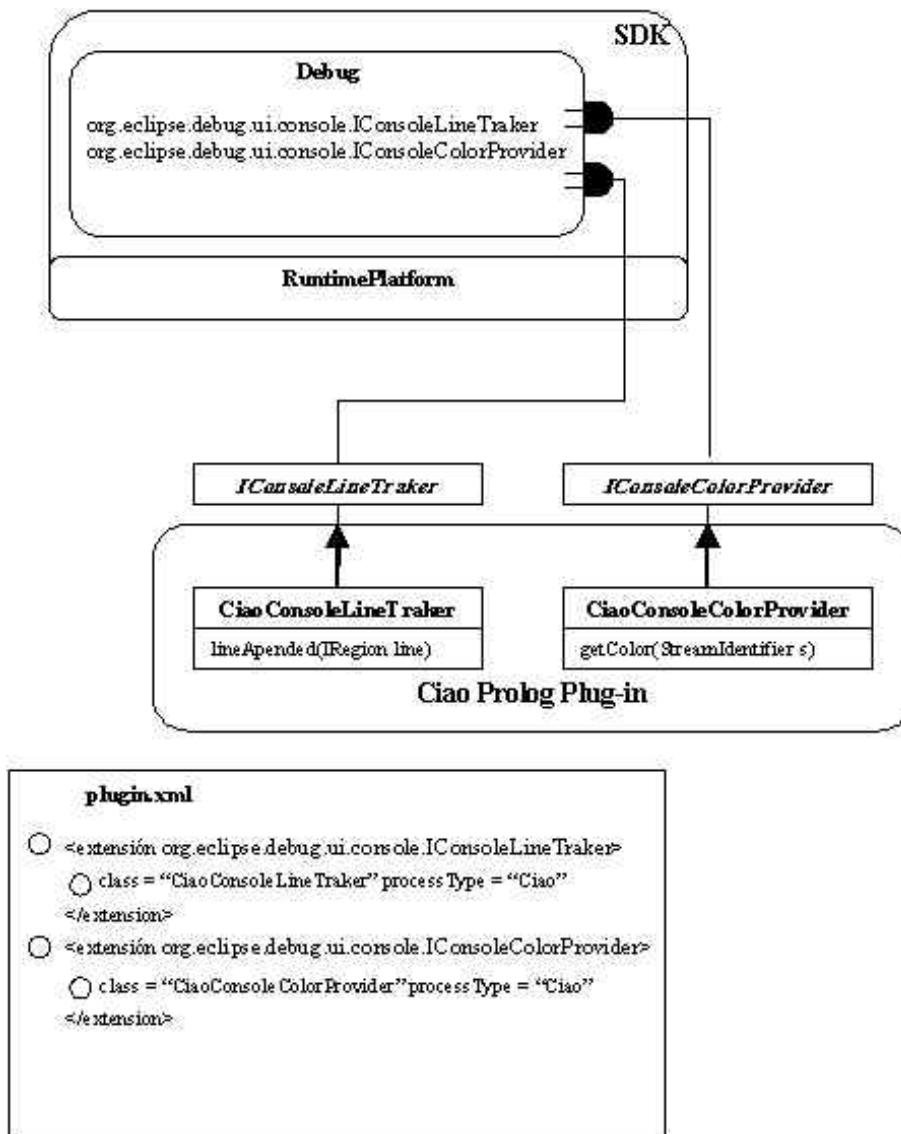 SDK
Debug
org.eclipse.debug.ui.console.IConsoleLineTraker
org.eclipse.debug.ui.console.IConsoleColorProvider
RuntimePlatform
IConsoleLineTraker
IConsoleColorProvider
CiaoConsoleLineTraker
lineApended(IRegion line)
CiaoConsoleColorProvider
getColor(StreamIdentifier s)
Ciao Prolog Plug-in
plugin.xml
<extensión org.eclipse.debug.ui.console.IConsoleLineTraker>
class = “CiaoConsoleLineTraker” processType = “Ciao”
</extension>
<extensión org.eclipse.debug.ui.console.IConsoleColorProvider>
class = “CiaoConsoleColorProvider” processType = “Ciao”
</extension>